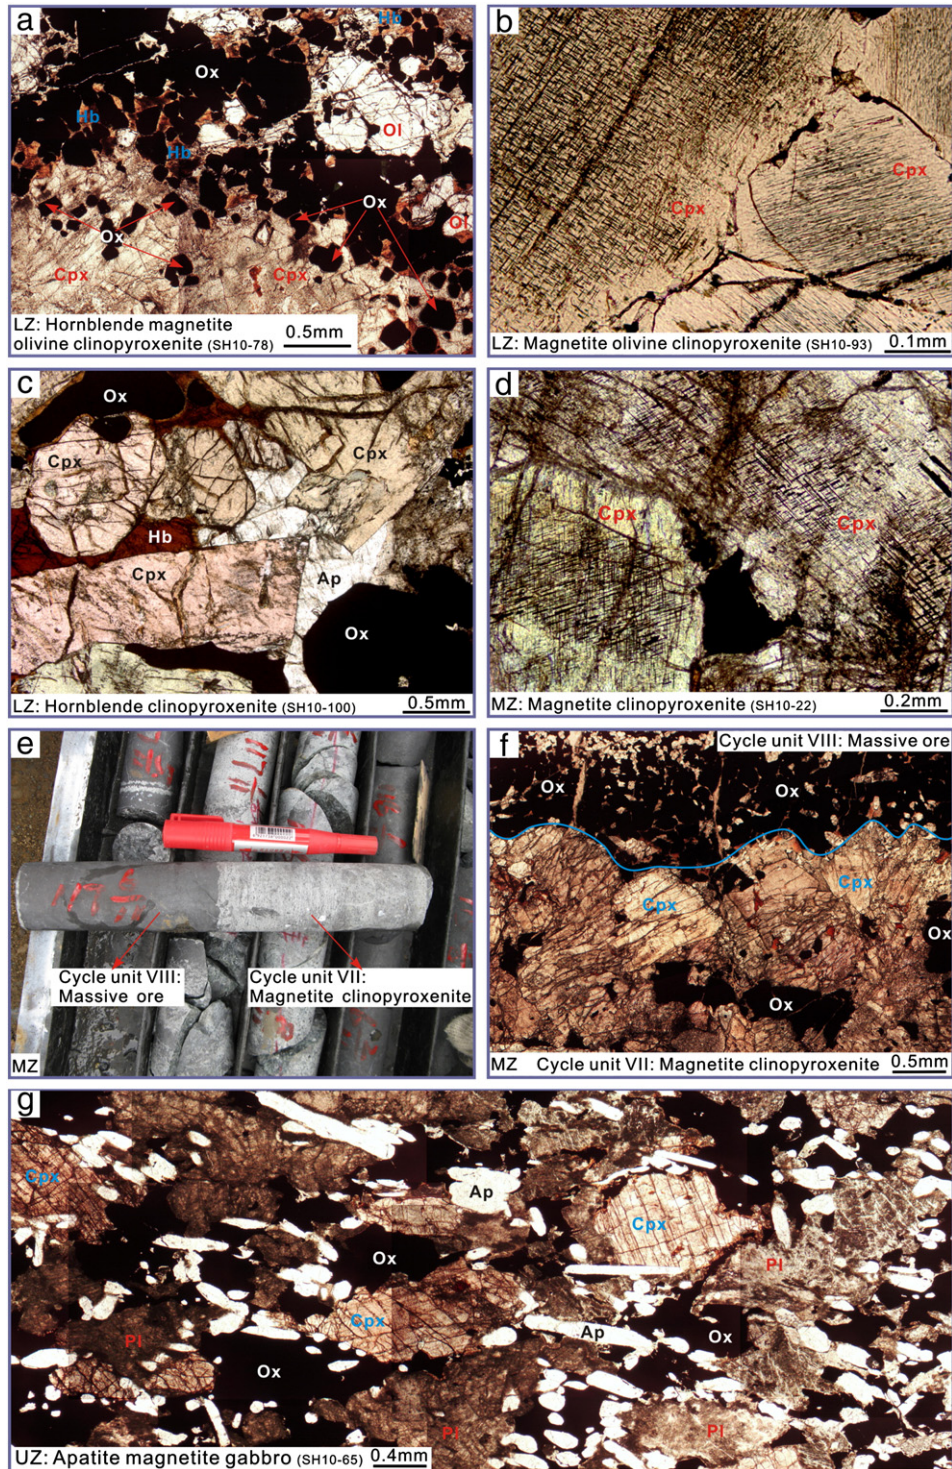 a
Hb
Ox
Hb
Ol
Hb
Ox
Ox
Ol
Cpx
Cpx
LZ: Hornblende magnetite
olivine clinopyroxenite (SH10-78)
0.5mm
b
Cpx
Cpx
LZ: Magnetite olivine clinopyroxenite (SH10-93)
0.1mm
c
Ox
Cpx
Cpx
Hb
Cpx
Ap
Ox
LZ: Hornblende clinopyroxenite (SH10-100)
0.5mm
d
Cpx
Cpx
MZ: Magnetite clinopyroxenite (SH10-22)
0.2mm
e
Cycle unit VIII:
Massive ore
Cycle unit VII:
Magnetite clinopyroxenite
MZ
f
Cycle unit VIII: Massive ore
Ox
Ox
Cpx
Cpx
Ox
Ox
MZ Cycle unit VII: Magnetite clinopyroxenite
0.5mm
g
Cpx
Ap
Cpx
Ox
Pl
Cpx
Pl
Ap
Ox
Ox
Pl
Pl
UZ: Apatite magnetite gabbro (SH10-65)
0.4mm